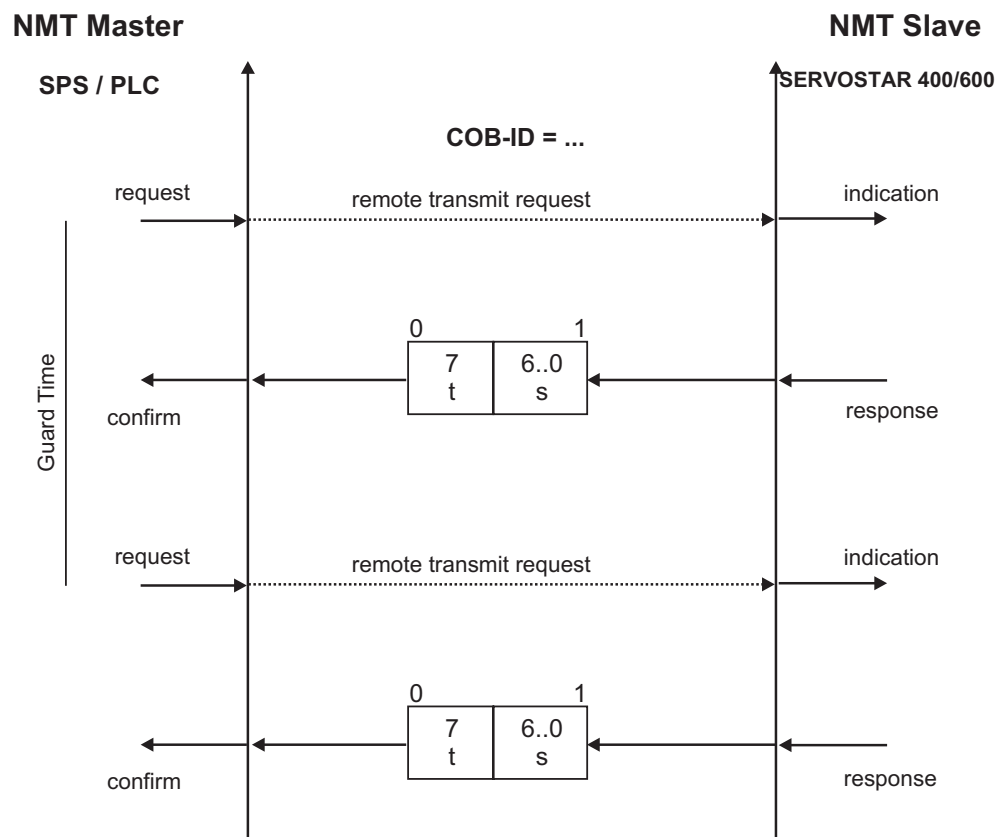 NMT Master
NMT Slave
SPS / PLC
SERVOSTAR 400/600
COB-ID = ...
request
remote transmit request
indication
0 1
7 6..0
t s
confirm
response
Guard Time
request
remote transmit request
indication
0 1
7 6..0
t s
confirm
response